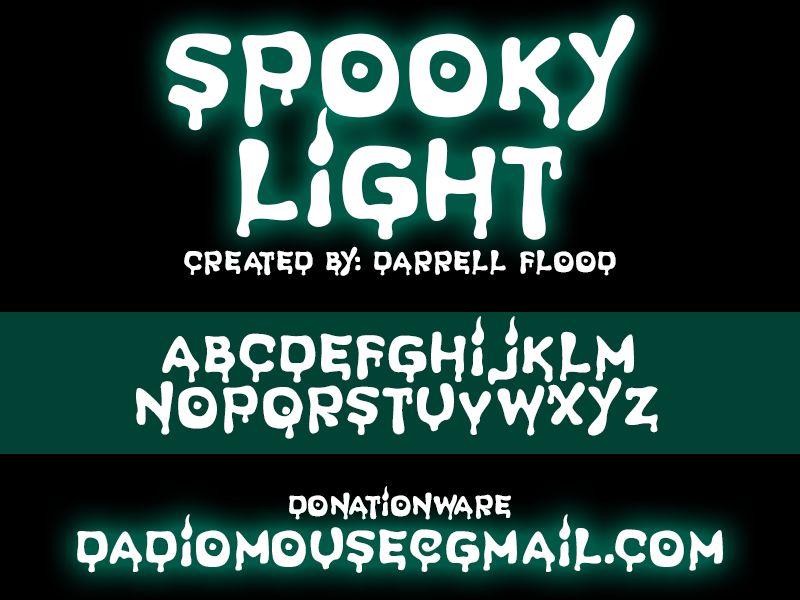 SPOOKY
LiGHT
CREATED BY: DARRELL FLOOD
ABCDEFGHiJKLM
NOPQRSTUVWXYZ
DONATiONWARE
DADiOMOUSE@GMAiL.COM